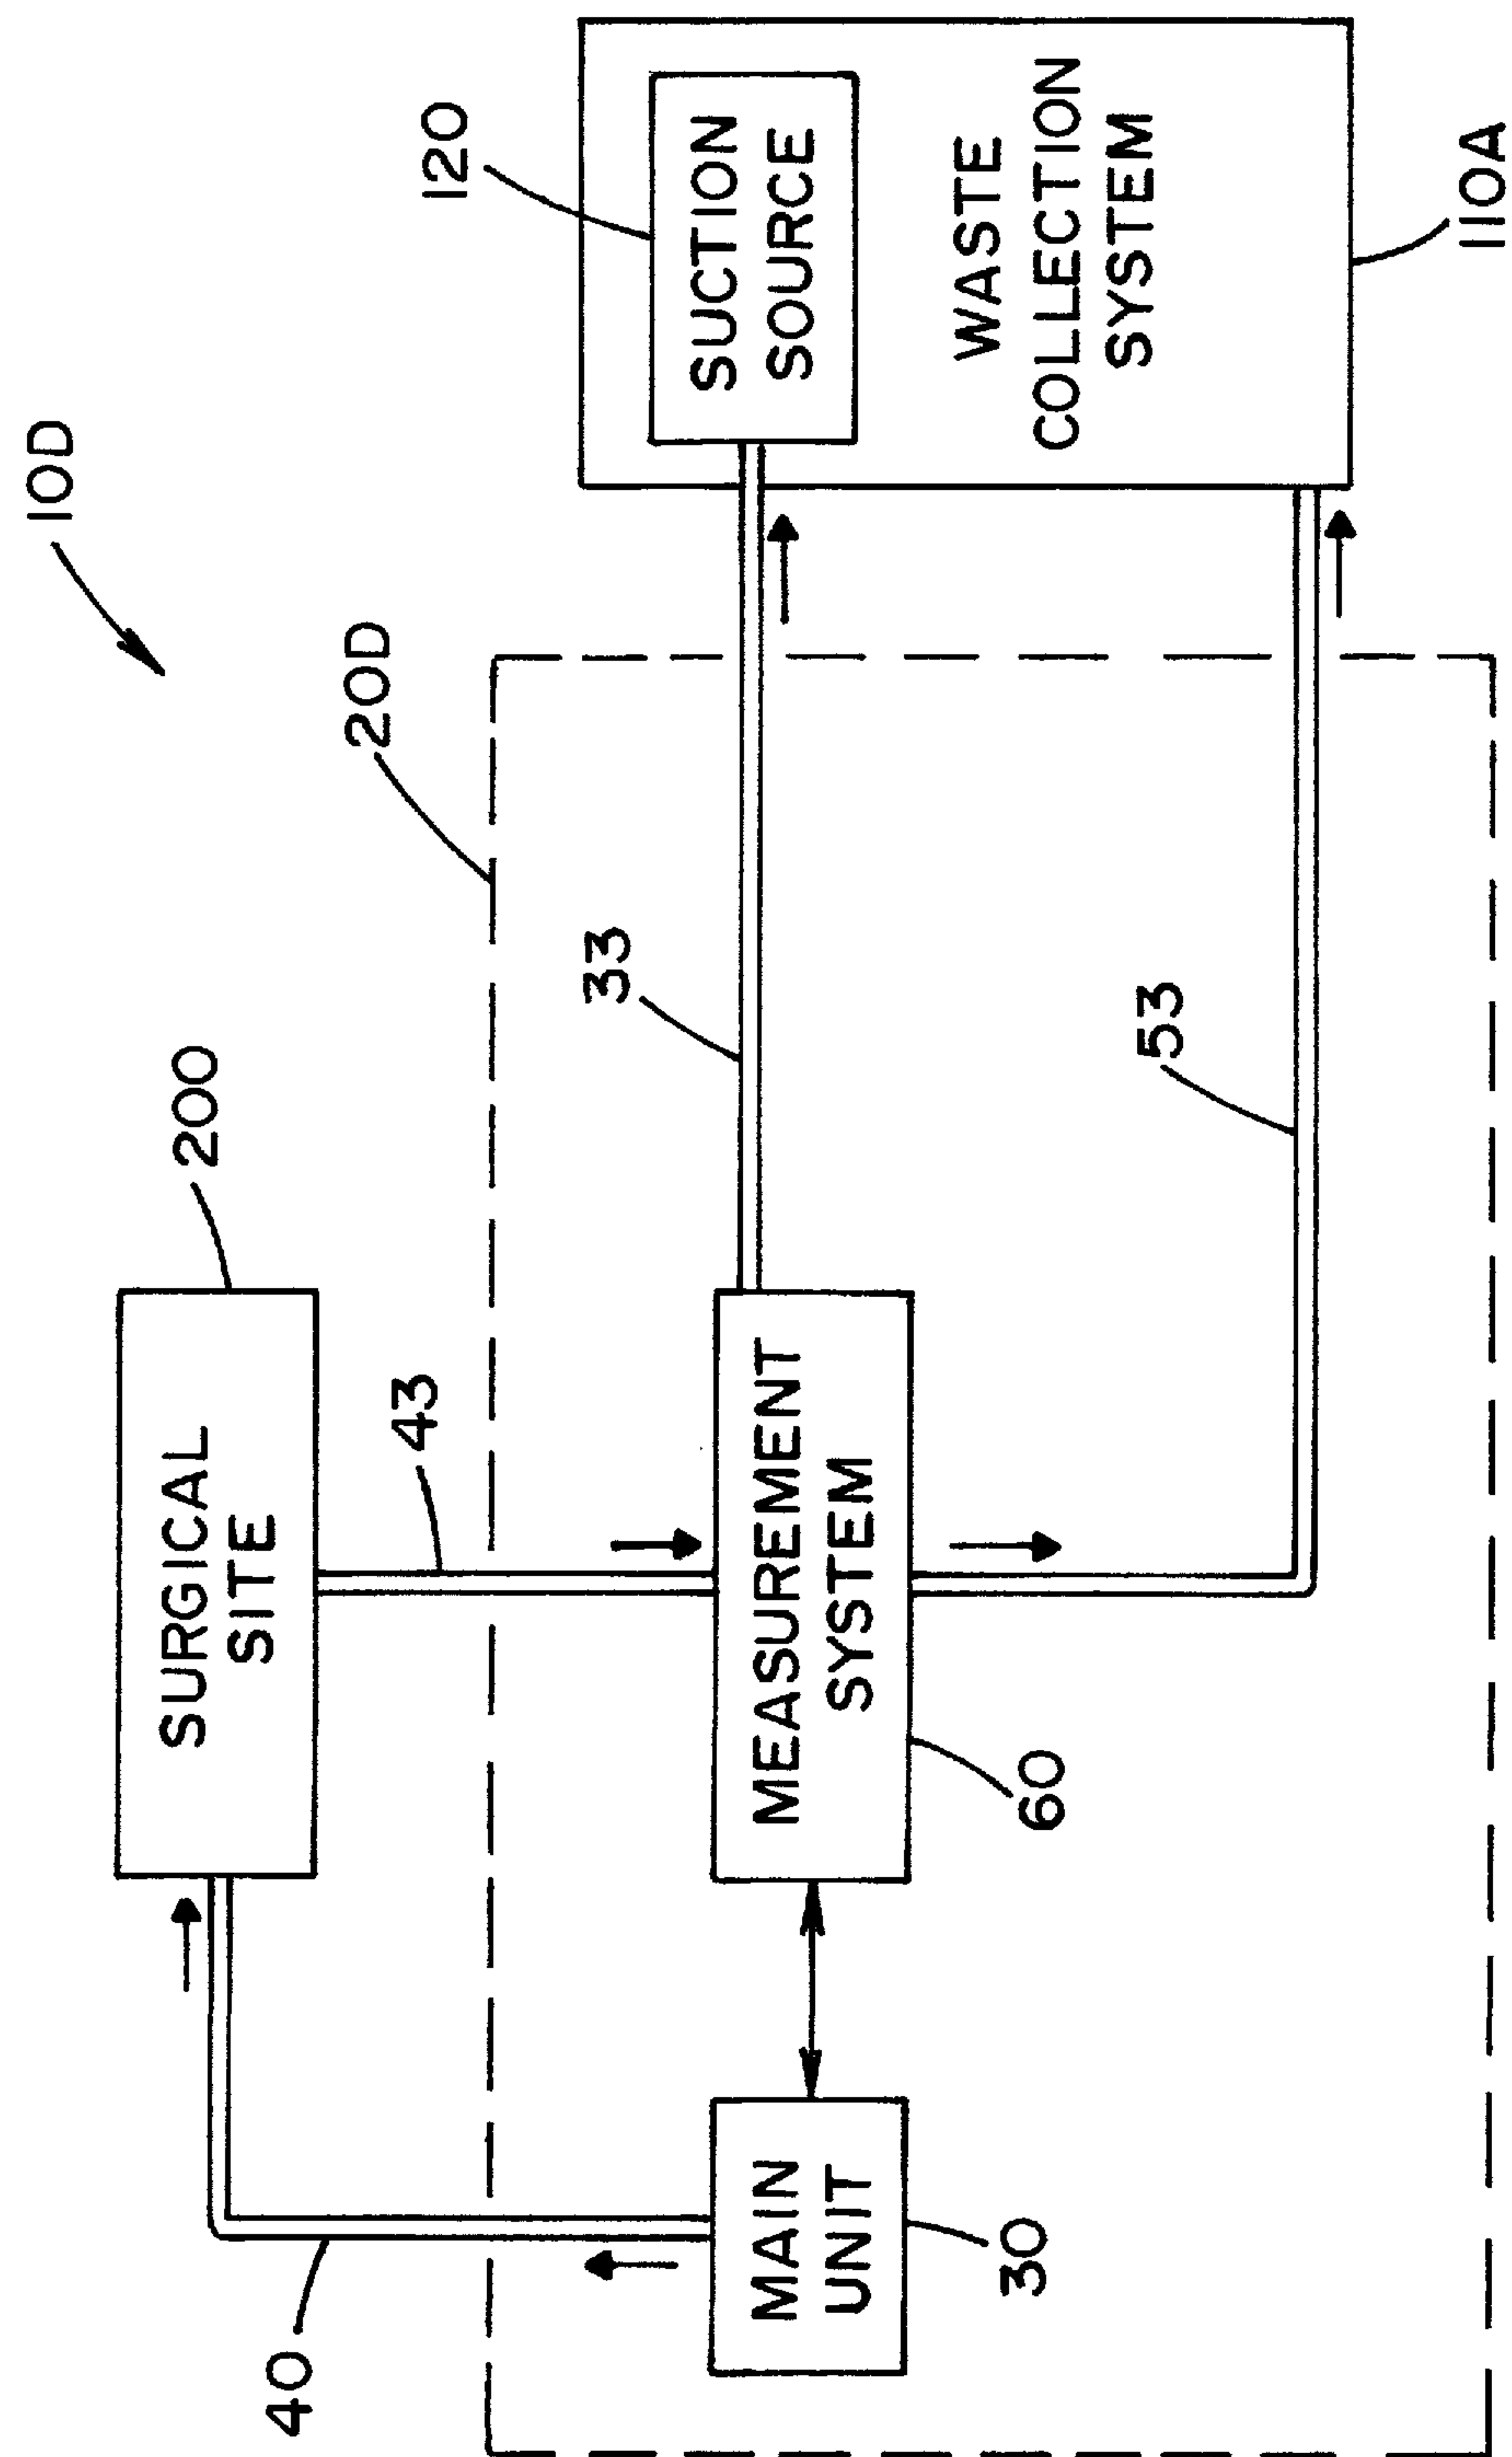 10D
20D
200
SURGICAL
SITE
40
43
33
120
SUCTION
SOURCE
WASTE
COLLECTION
SYSTEM
110A
MAIN
UNIT
30
MEASUREMENT
SYSTEM
60
53